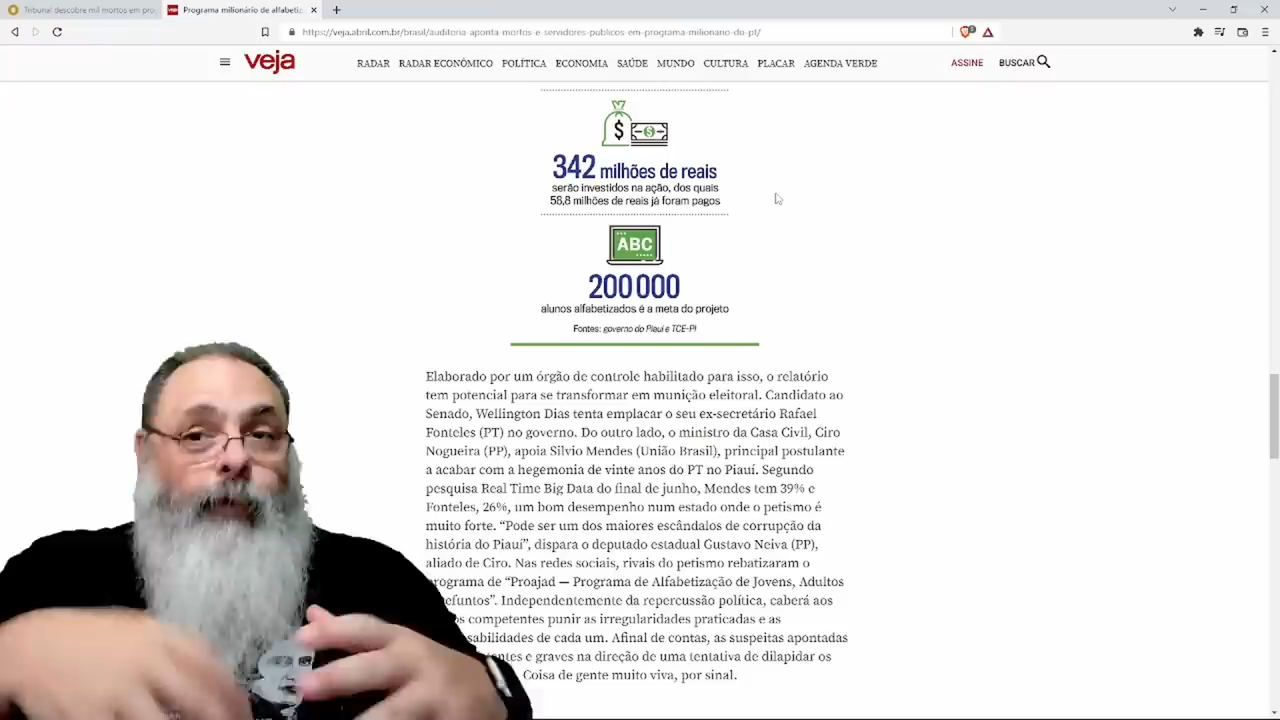 Tribunal descobre mil mortos em prog
Programa milionário de alfabetiz
https://veja.abril.com.br/brasil/auditoria-aponta-mortos-e-servidores-publicos-em-programa-milionario-do-pt/
veja
RADAR RADAR ECONÔMICO POLÍTICA ECONOMIA SAÚDE MUNDO CULTURA PLACAR AGENDA VERDE
ASSINE BUSCAR
$ $
342 milhões de reais
serão investidos na ação, dos quais
58,8 milhões de reais já foram pagos
ABC
200 000
alunos alfabetizados é a meta do projeto
Fontes: governo do Piauí e TCE-PI
Elaborado por um órgão de controle habilitado para isso, o relatório
tem potencial para se transformar em munição eleitoral. Candidato ao
Senado, Wellington Dias tenta emplacar o seu ex-secretário Rafael
Fonteles (PT) no governo. Do outro lado, o ministro da Casa Civil, Ciro
Nogueira (PP), apoia Silvio Mendes (União Brasil), principal postulante
a acabar com a hegemonia de vinte anos do PT no Piauí. Segundo
pesquisa Real Time Big Data do final de junho, Mendes tem 39% e
Fonteles, 26%, um bom desempenho num estado onde o petismo é
muito forte. “Pode ser um dos maiores escândalos de corrupção da
história do Piauí”, dispara o deputado estadual Gustavo Neiva (PP),
aliado de Ciro. Nas redes sociais, rivais do petismo rebatizaram o
programa de “Proajad — Programa de Alfabetização de Jovens, Adultos
efuntos”. Independentemente da repercussão política, caberá aos
os competentes punir as irregularidades praticadas e as
sabilidades de cada um. Afinal de contas, as suspeitas apontadas
ntes e graves na direção de uma tentativa de dilapidar os
Coisa de gente muito viva, por sinal.